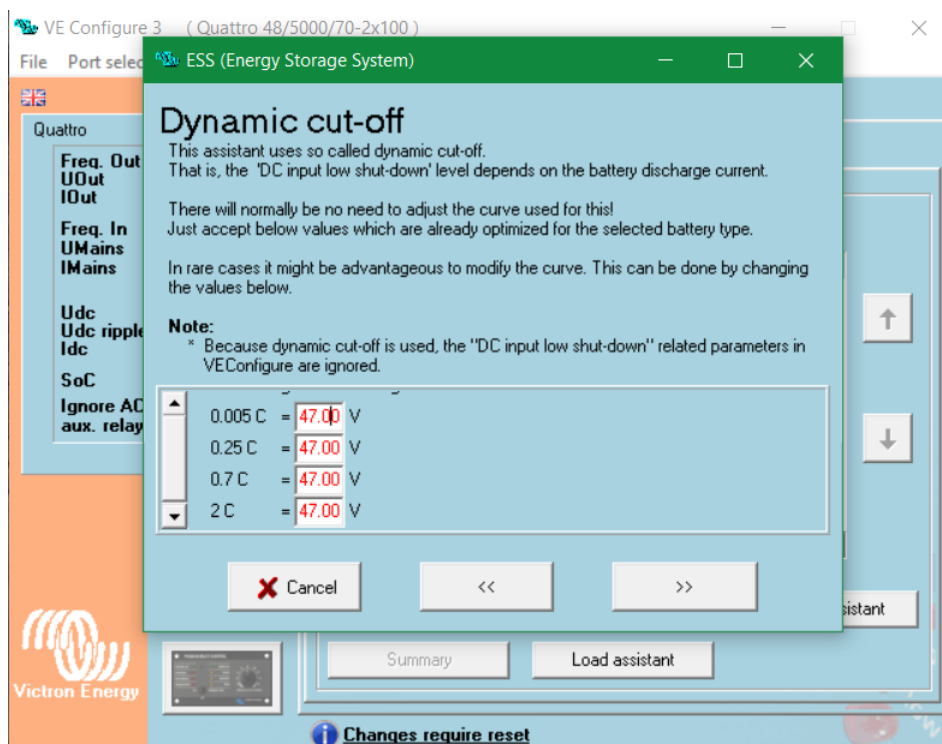 VE Configure 3 ( Quattro 48/5000/70-2x100 )
File Port selec
ESS (Energy Storage System)
Quattro
Freq. Out
UOut
IOut
Freq. In
UMains
IMains
Udc
Udc ripple
Idc
SoC
Ignore AC
aux. relay
Dynamic cut-off
This assistant uses so called dynamic cut-off.
That is, the 'DC input low shut-down' level depends on the battery discharge current.
There will normally be no need to adjust the curve used for this!
Just accept below values which are already optimized for the selected battery type.
In rare cases it might be advantageous to modify the curve. This can be done by changing
the values below.
Note:
* Because dynamic cut-off is used, the "DC input low shut-down" related parameters in
VEConfigure are ignored.
0.005 C = 47.00 V
0.25 C = 47.00 V
0.7 C = 47.00 V
2 C = 47.00 V
Cancel << >>
sistant
Summary Load assistant
Victron Energy
Changes require reset